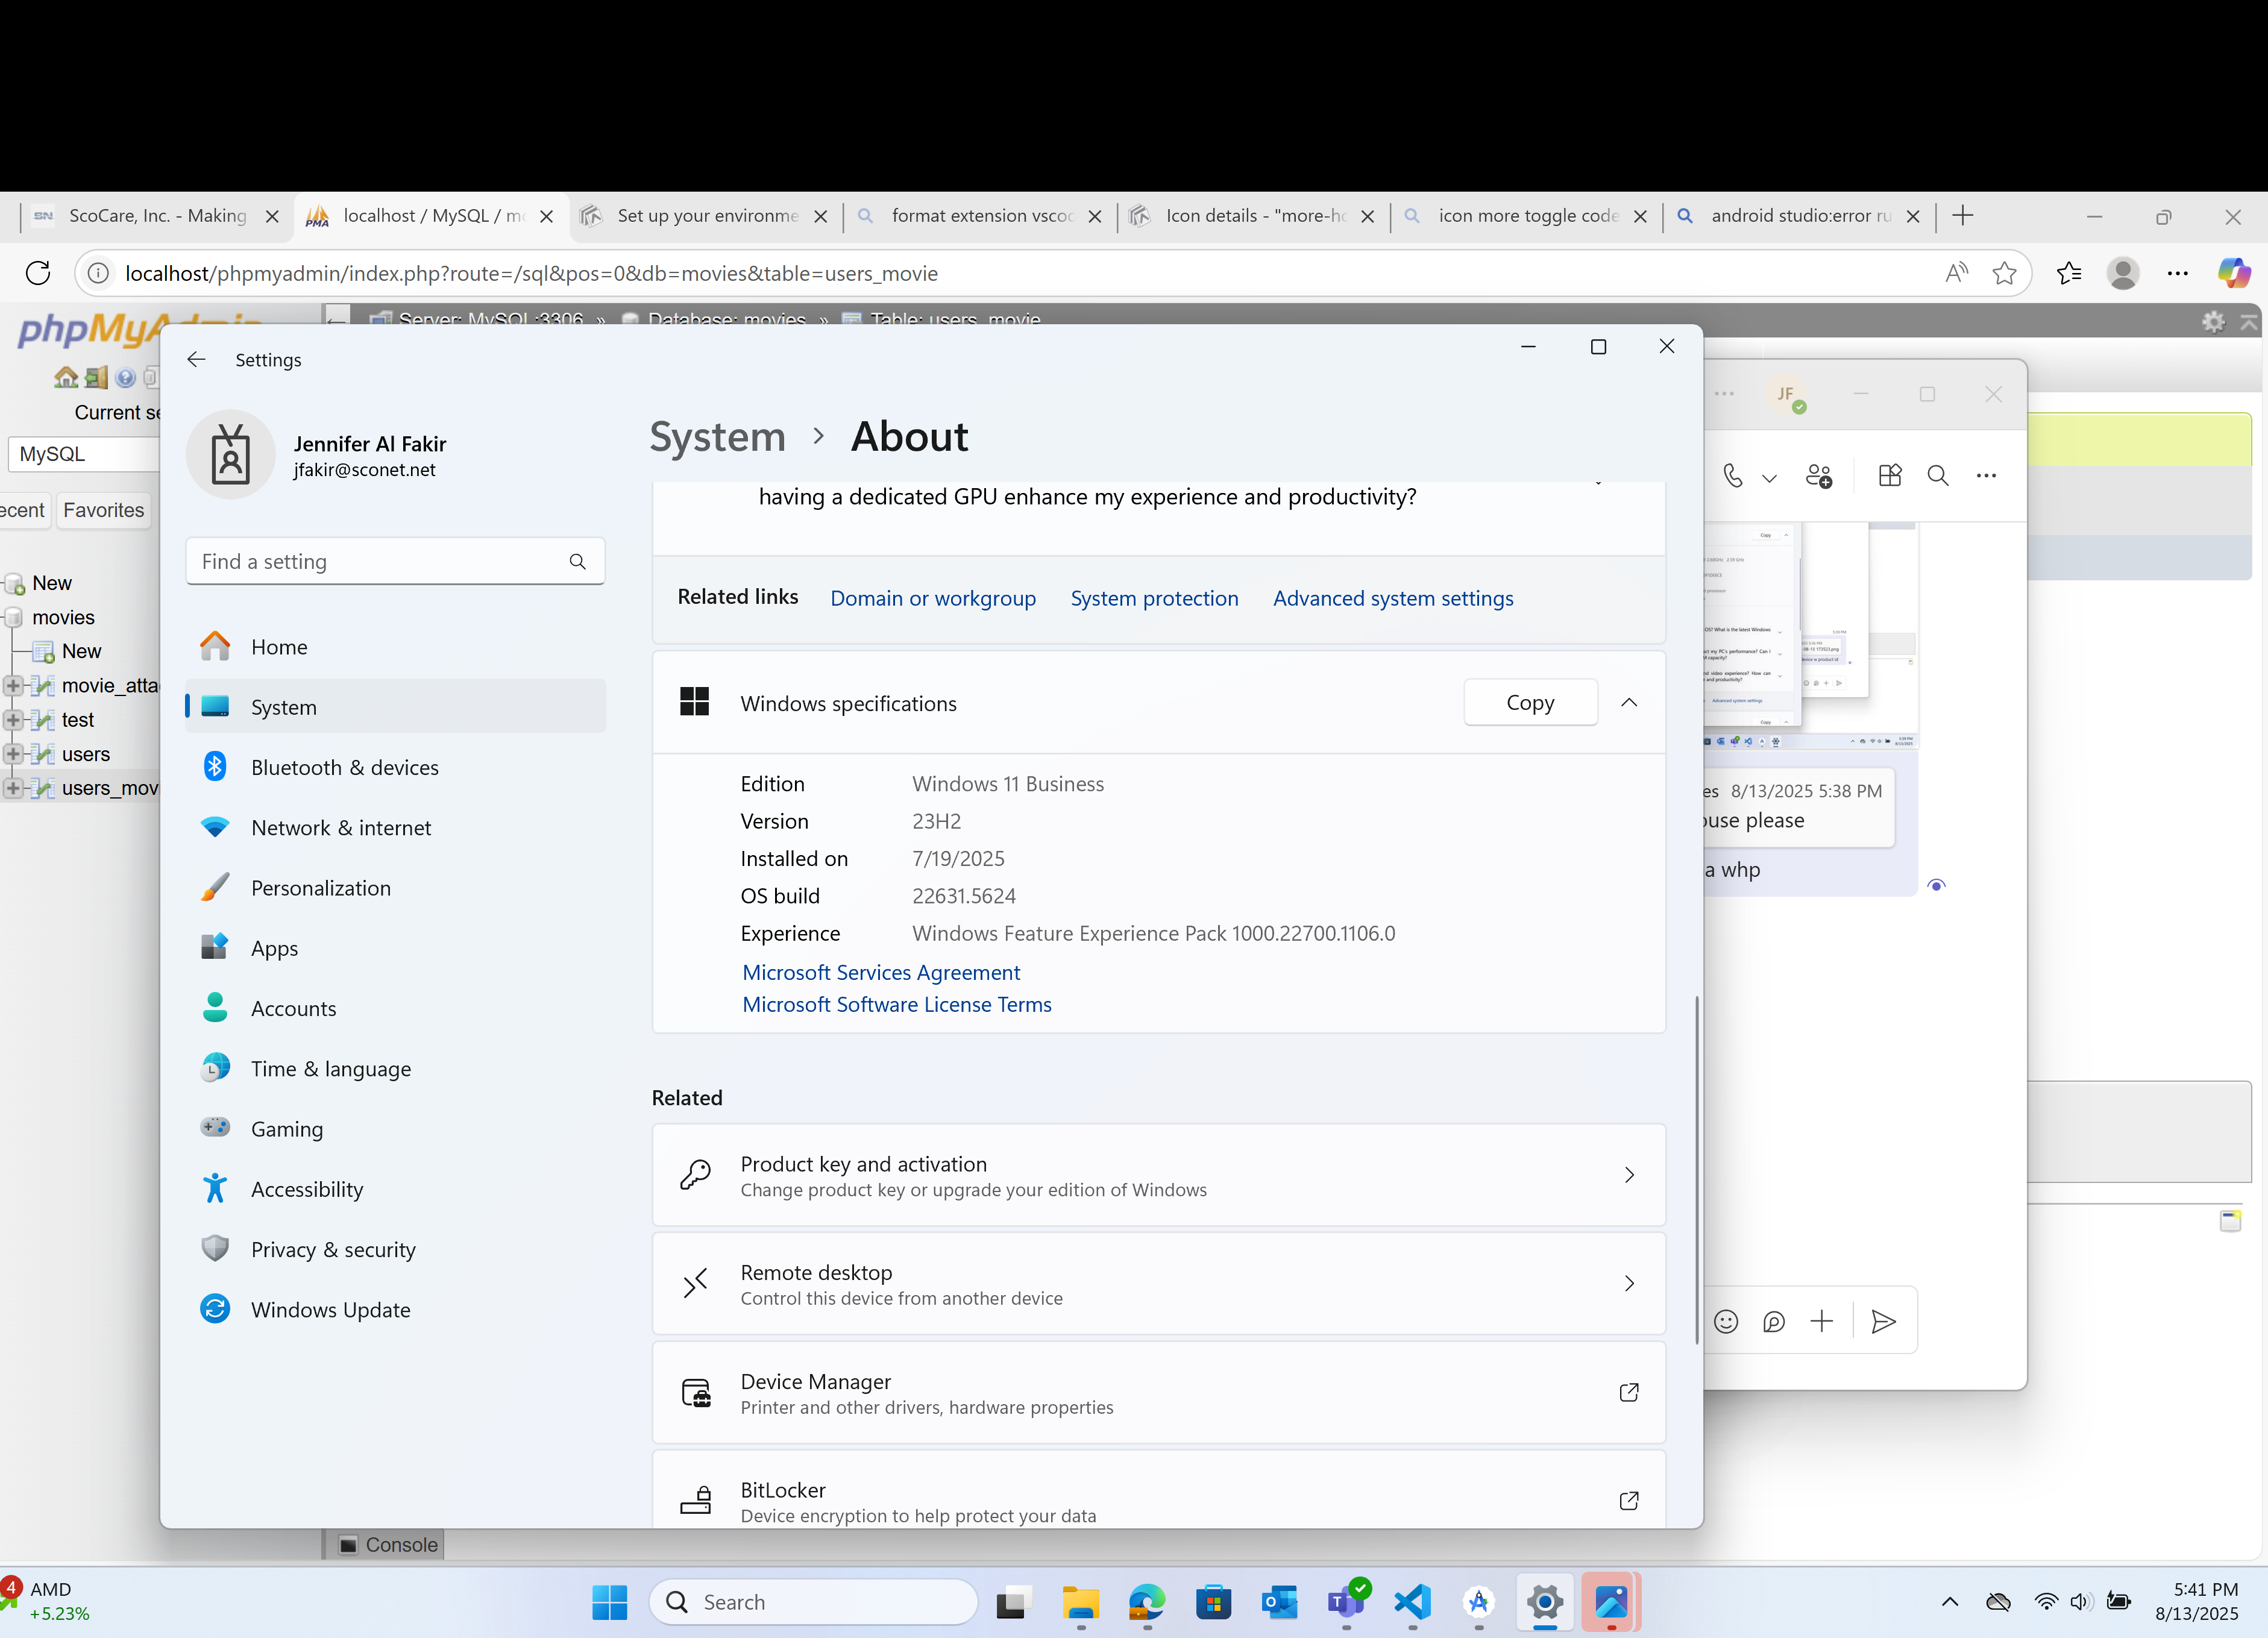 ScoCare, Inc. - Making
localhost / MySQL / mo
Set up your environme
format extension vscoc
Icon details - "more-ho
icon more toggle code
android studio:error ru
localhost/phpmyadmin/index.php?route=/sql&pos=0&db=movies&table=users_movie
phpMyAdmin
Server: MySQL:3306 » Database: movies » Table: users_movie
Current se
MySQL
ecent
Favorites
New
movies
New
movie_atta
test
users
users_mov
Settings
Jennifer Al Fakir
jfakir@sconet.net
Find a setting
Home
System
Bluetooth & devices
Network & internet
Personalization
Apps
Accounts
Time & language
Gaming
Accessibility
Privacy & security
Windows Update
System > About
having a dedicated GPU enhance my experience and productivity?
Related links Domain or workgroup System protection Advanced system settings
Windows specifications
Copy
Edition Windows 11 Business
Version 23H2
Installed on 7/19/2025
OS build 22631.5624
Experience Windows Feature Experience Pack 1000.22700.1106.0
Microsoft Services Agreement
Microsoft Software License Terms
Related
Product key and activation
Change product key or upgrade your edition of Windows
Remote desktop
Control this device from another device
Device Manager
Printer and other drivers, hardware properties
BitLocker
Device encryption to help protect your data
JF
es 8/13/2025 5:38 PM
ouse please
a whp
Console
4
AMD
+5.23%
Search
5:41 PM
8/13/2025